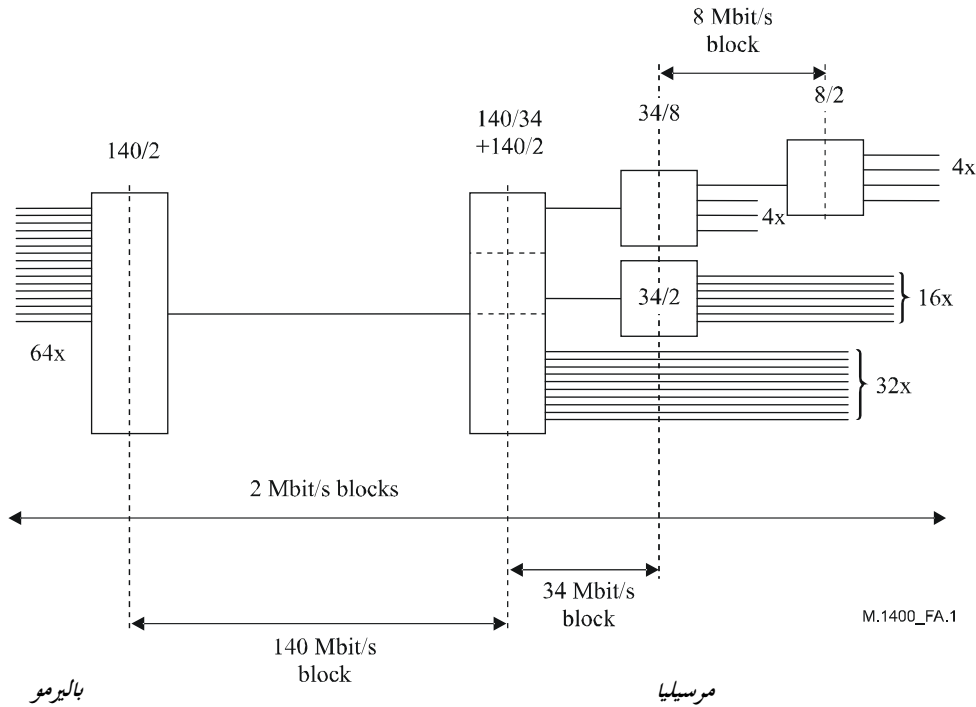 8 Mbit/s
block
8/2
34/8
140/34
+140/2
140/2
4x
4x
34/2
16x
64x
32x
2 Mbit/s blocks
34 Mbit/s
block
M.1400_FA.1
140 Mbit/s
block
باليرمو
مرسيليا